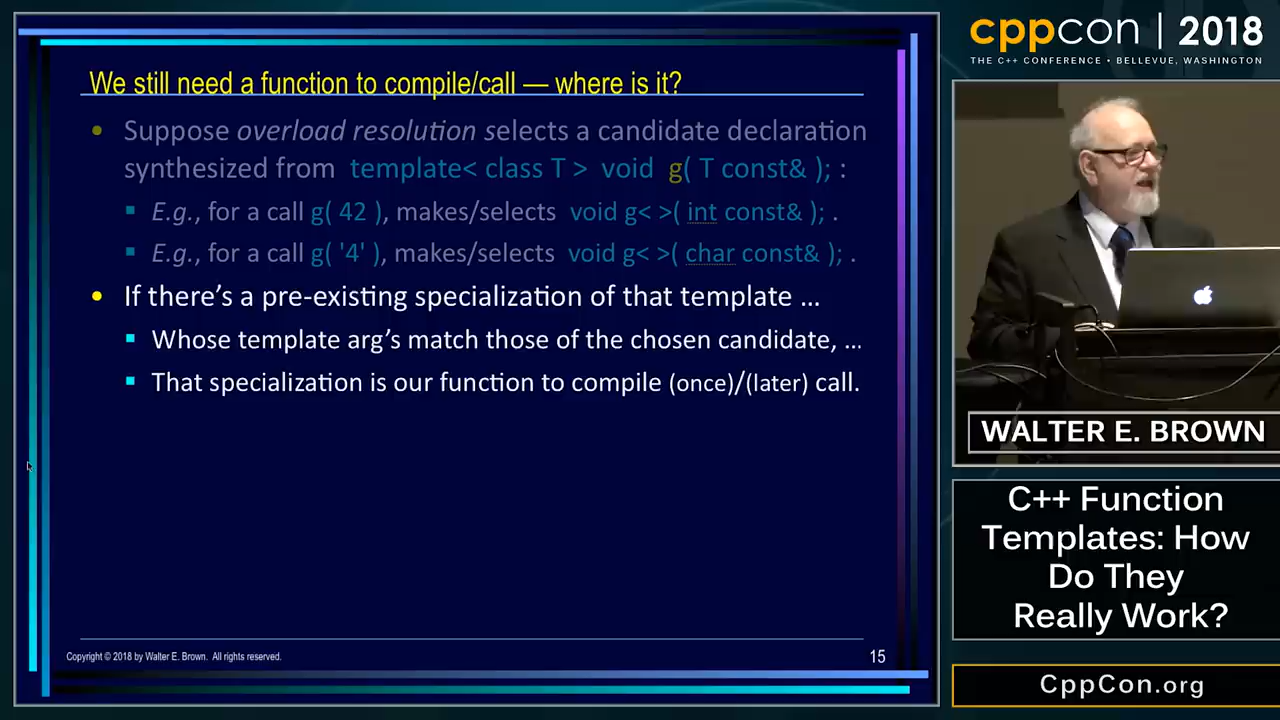 We still need a function to compile/call — where is it?
• Suppose overload resolution selects a candidate declaration
synthesized from template< class T > void g( T const& ); :
▪ E.g., for a call g( 42 ), makes/selects void g< >( int const& ); .
▪ E.g., for a call g( '4' ), makes/selects void g< >( char const& ); .
• If there’s a pre-existing specialization of that template …
▪ Whose template arg’s match those of the chosen candidate, …
▪ That specialization is our function to compile (once)/(later) call.
Copyright © 2018 by Walter E. Brown. All rights reserved.
15
cppcon | 2018
THE C++ CONFERENCE • BELLEVUE, WASHINGTON
WALTER E. BROWN
C++ Function
Templates: How
Do They
Really Work?
CppCon.org